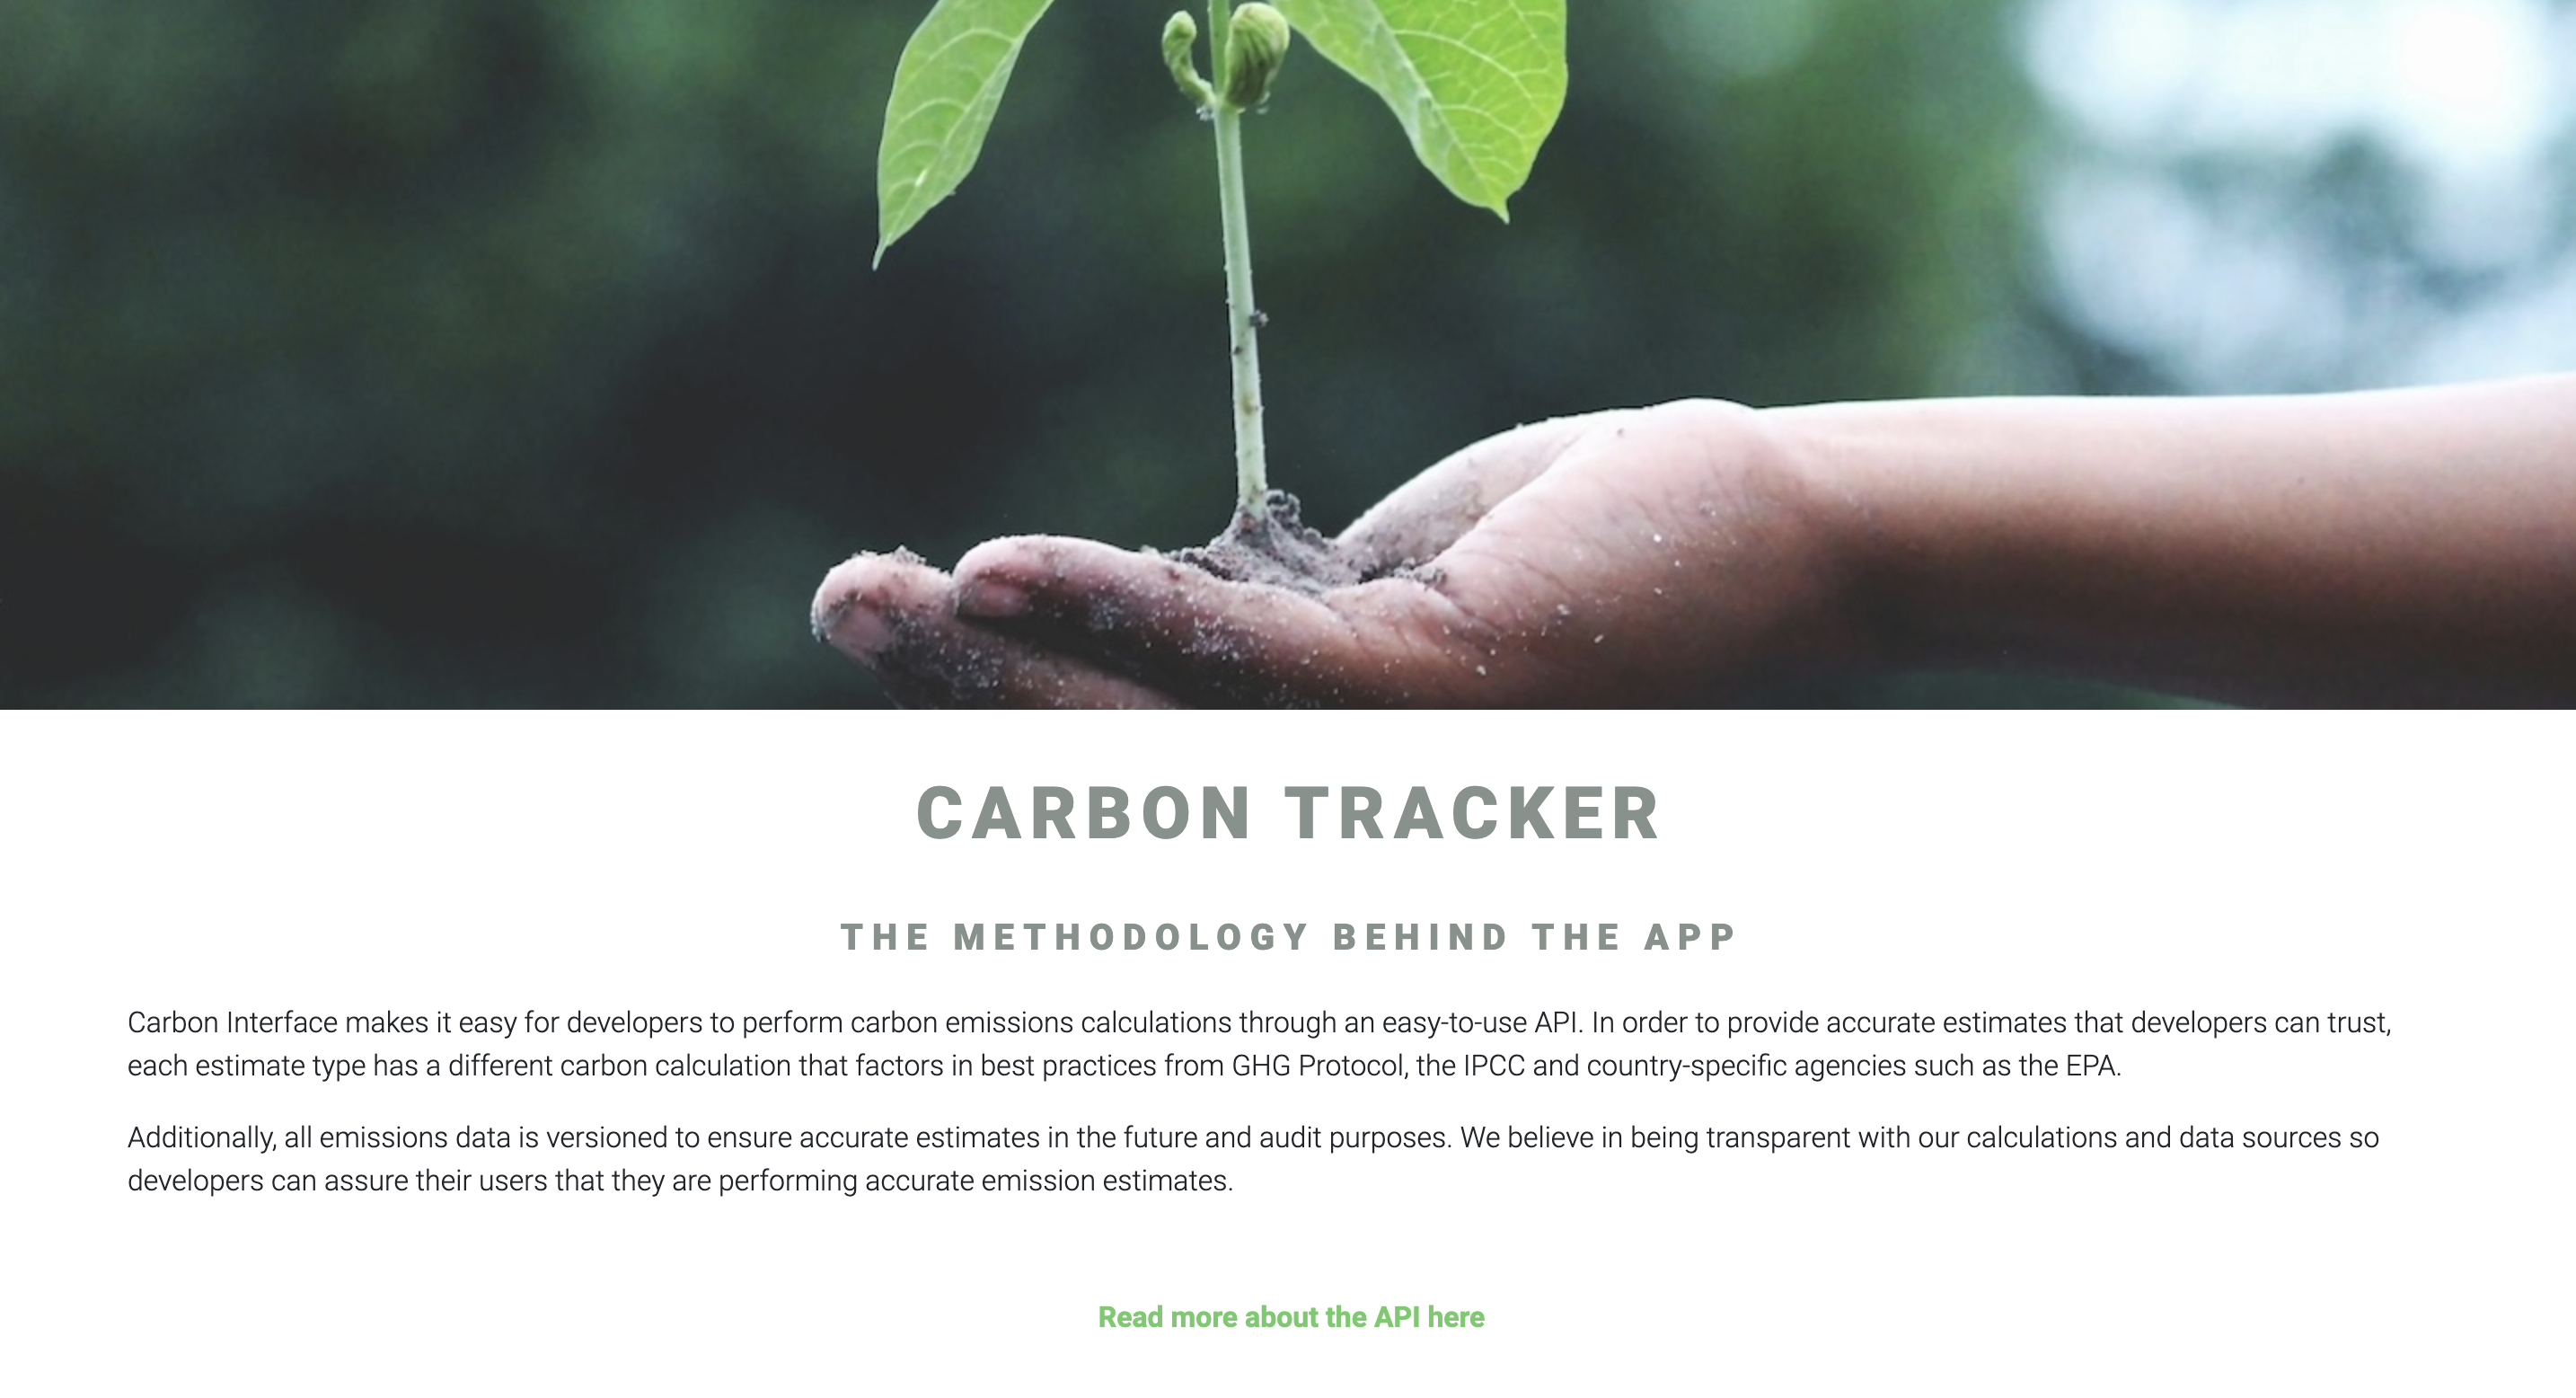 CARBON TRACKER
THE METHODOLOGY BEHIND THE APP
Carbon Interface makes it easy for developers to perform carbon emissions calculations through an easy-to-use API. In order to provide accurate estimates that developers can trust,
each estimate type has a different carbon calculation that factors in best practices from GHG Protocol, the IPCC and country-specific agencies such as the EPA.
Additionally, all emissions data is versioned to ensure accurate estimates in the future and audit purposes. We believe in being transparent with our calculations and data sources so
developers can assure their users that they are performing accurate emission estimates.
Read more about the API here